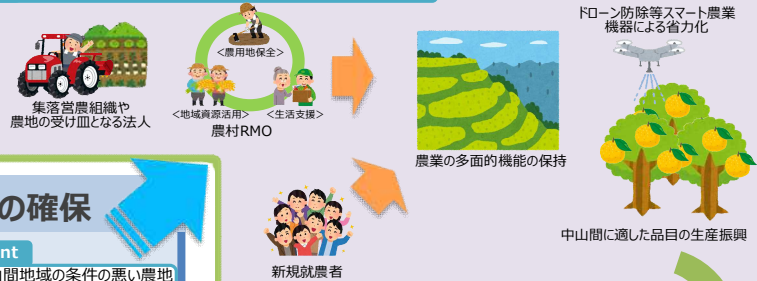 ドローン防除等スマート農業
機器による省力化
＜農用地保全＞
＜地域資源活用＞
＜生活支援＞
農村RMO
集落営農組織や
農地の受け皿となる法人
農業の多面的機能の保持
中山間に適した品目の生産振興
新規就農者
の確保
nt
間地域の条件の悪い農地